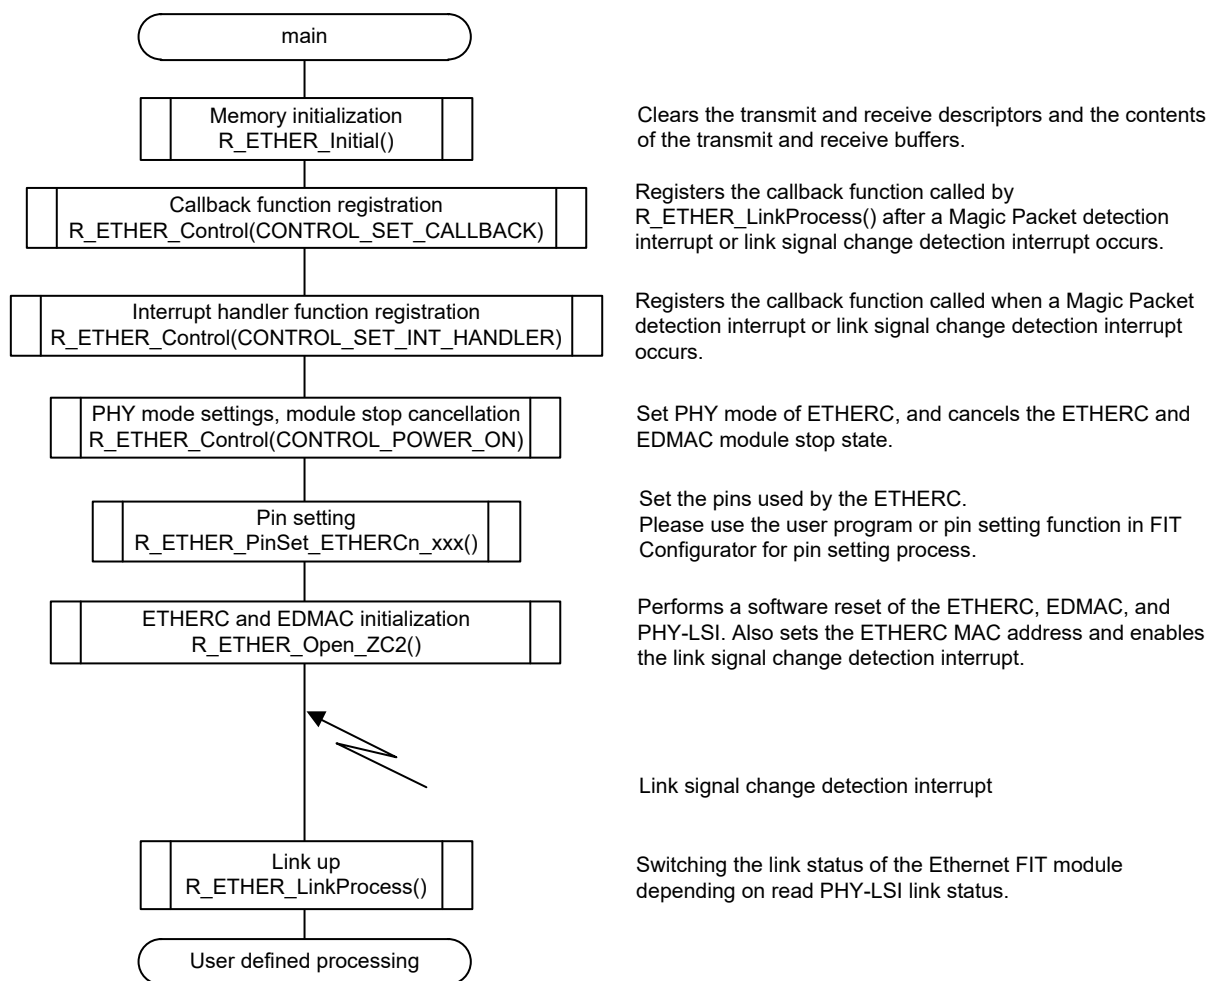 main
Memory initialization
R_ETHER_Initial()
Clears the transmit and receive descriptors and the contents
of the transmit and receive buffers.
Callback function registration
R_ETHER_Control(CONTROL_SET_CALLBACK)
Registers the callback function called by
R_ETHER_LinkProcess() after a Magic Packet detection
interrupt or link signal change detection interrupt occurs.
Interrupt handler function registration
R_ETHER_Control(CONTROL_SET_INT_HANDLER)
Registers the callback function called when a Magic Packet
detection interrupt or link signal change detection interrupt
occurs.
PHY mode settings, module stop cancellation
R_ETHER_Control(CONTROL_POWER_ON)
Set PHY mode of ETHERC, and cancels the ETHERC and
EDMAC module stop state.
Pin setting
R_ETHER_PinSet_ETHERCn_xxx()
Set the pins used by the ETHERC.
Please use the user program or pin setting function in FIT
Configurator for pin setting process.
ETHERC and EDMAC initialization
R_ETHER_Open_ZC2()
Performs a software reset of the ETHERC, EDMAC, and
PHY-LSI. Also sets the ETHERC MAC address and enables
the link signal change detection interrupt.
Link signal change detection interrupt
Link up
R_ETHER_LinkProcess()
Switching the link status of the Ethernet FIT module
depending on read PHY-LSI link status.
User defined processing